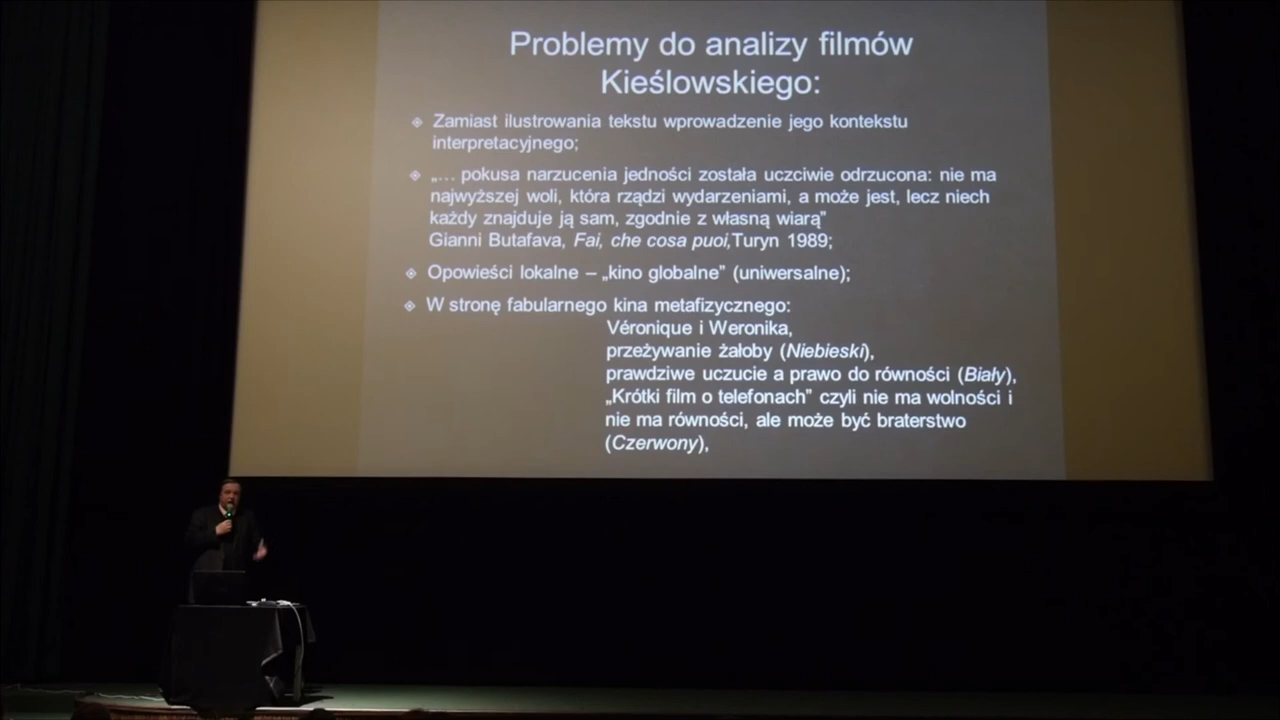 Problemy do analizy filmów
Kieślowskiego:
Zamiast ilustrowania tekstu wprowadzenie jego kontekstu
interpretacyjnego;
„… pokusa narzucenia jedności została uczciwie odrzucona: nie ma
najwyższej woli, która rządzi wydarzeniami, a może jest, lecz niech
każdy znajduje ją sam, zgodnie z własną wiarą”
Gianni Butafava, Fai, che cosa puoi,Turyn 1989;
Opowieści lokalne – „kino globalne” (uniwersalne);
W stronę fabularnego kina metafizycznego:
Véronique i Weronika,
przeżywanie żałoby (Niebieski),
prawdziwe uczucie a prawo do równości (Biały),
„Krótki film o telefonach” czyli nie ma wolności i
nie ma równości, ale może być braterstwo
(Czerwony),